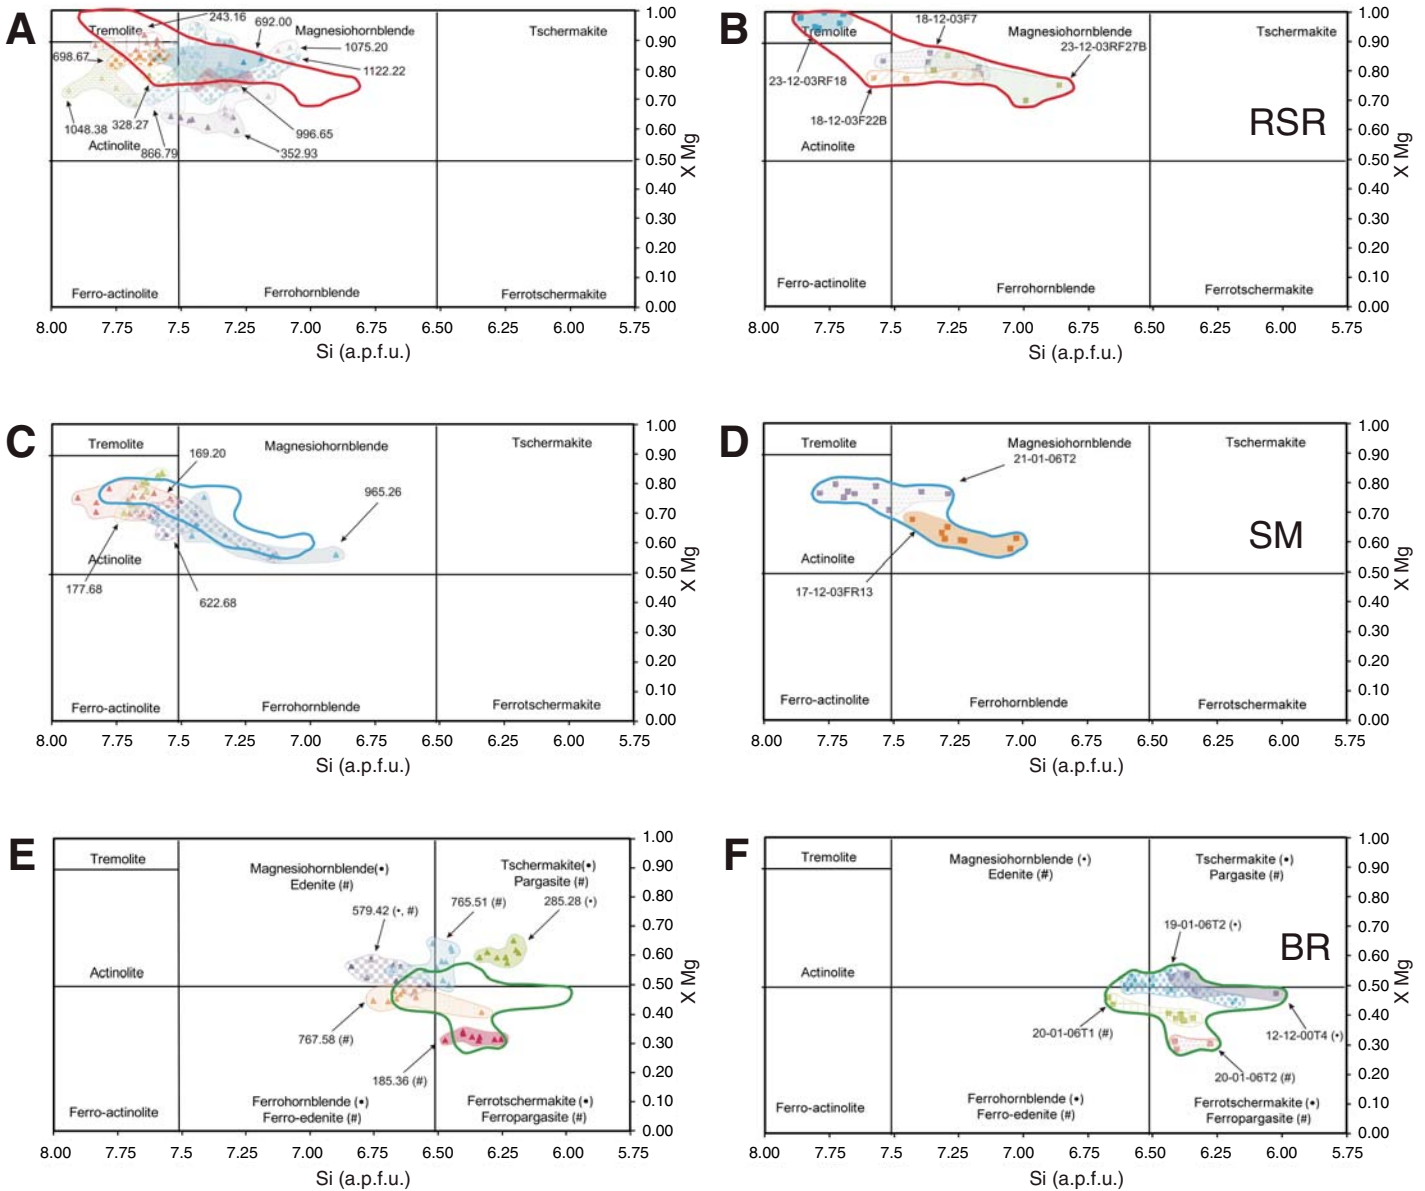 A
243.16
692.00
Tremolite
Magnesiohornblende
Tschermakite
698.67
1075.20
1122.22
1048.38
328.27
866.79
996.65
352.93
Actinolite
Ferro-actinolite
Ferrohornblende
Ferrotschermakite
1.00
0.90
0.80
0.70
0.60
0.50
0.40
0.30
0.20
0.10
0.00
X Mg
8.00 7.75 7.5 7.25 7.00 6.75 6.50 6.25 6.00 5.75
Si (a.p.f.u.)
B
18-12-03F7
Tremolite
Magnesiohornblende
Tschermakite
23-12-03RF27B
23-12-03RF18
18-12-03F22B
RSR
Actinolite
Ferro-actinolite
Ferrohornblende
Ferrotschermakite
1.00
0.90
0.80
0.70
0.60
0.50
0.40
0.30
0.20
0.10
0.00
X Mg
8.00 7.75 7.5 7.25 7.00 6.75 6.50 6.25 6.00 5.75
Si (a.p.f.u.)
C
Tremolite
Magnesiohornblende
Tschermakite
169.20
965.26
Actinolite
177.68
622.68
Ferro-actinolite
Ferrohornblende
Ferrotschermakite
1.00
0.90
0.80
0.70
0.60
0.50
0.40
0.30
0.20
0.10
0.00
X Mg
8.00 7.75 7.5 7.25 7.00 6.75 6.50 6.25 6.00 5.75
Si (a.p.f.u.)
D
Tremolite
Magnesiohornblende
Tschermakite
21-01-06T2
SM
Actinolite
17-12-03FR13
Ferro-actinolite
Ferrohornblende
Ferrotschermakite
1.00
0.90
0.80
0.70
0.60
0.50
0.40
0.30
0.20
0.10
0.00
X Mg
8.00 7.75 7.5 7.25 7.00 6.75 6.50 6.25 6.00 5.75
Si (a.p.f.u.)
E
Tremolite
Magnesiohornblende(•)
Edenite (#)
Tschermakite(•)
Pargasite (#)
579.42 (•, #)
765.51 (#)
285.28 (•)
Actinolite
767.58 (#)
185.36 (#)
Ferro-actinolite
Ferrohornblende (•)
Ferro-edenite (#)
Ferrotschermakite (•)
Ferropargasite (#)
1.00
0.90
0.80
0.70
0.60
0.50
0.40
0.30
0.20
0.10
0.00
X Mg
8.00 7.75 7.5 7.25 7.00 6.75 6.50 6.25 6.00 5.75
Si (a.p.f.u.)
F
Tremolite
Magnesiohornblende (•)
Edenite (#)
Tschermakite (•)
Pargasite (#)
19-01-06T2 (•)
BR
Actinolite
20-01-06T1 (#)
12-12-00T4 (•)
20-01-06T2 (#)
Ferro-actinolite
Ferrohornblende (•)
Ferro-edenite (#)
Ferrotschermakite (•)
Ferropargasite (#)
1.00
0.90
0.80
0.70
0.60
0.50
0.40
0.30
0.20
0.10
0.00
X Mg
8.00 7.75 7.5 7.25 7.00 6.75 6.50 6.25 6.00 5.75
Si (a.p.f.u.)